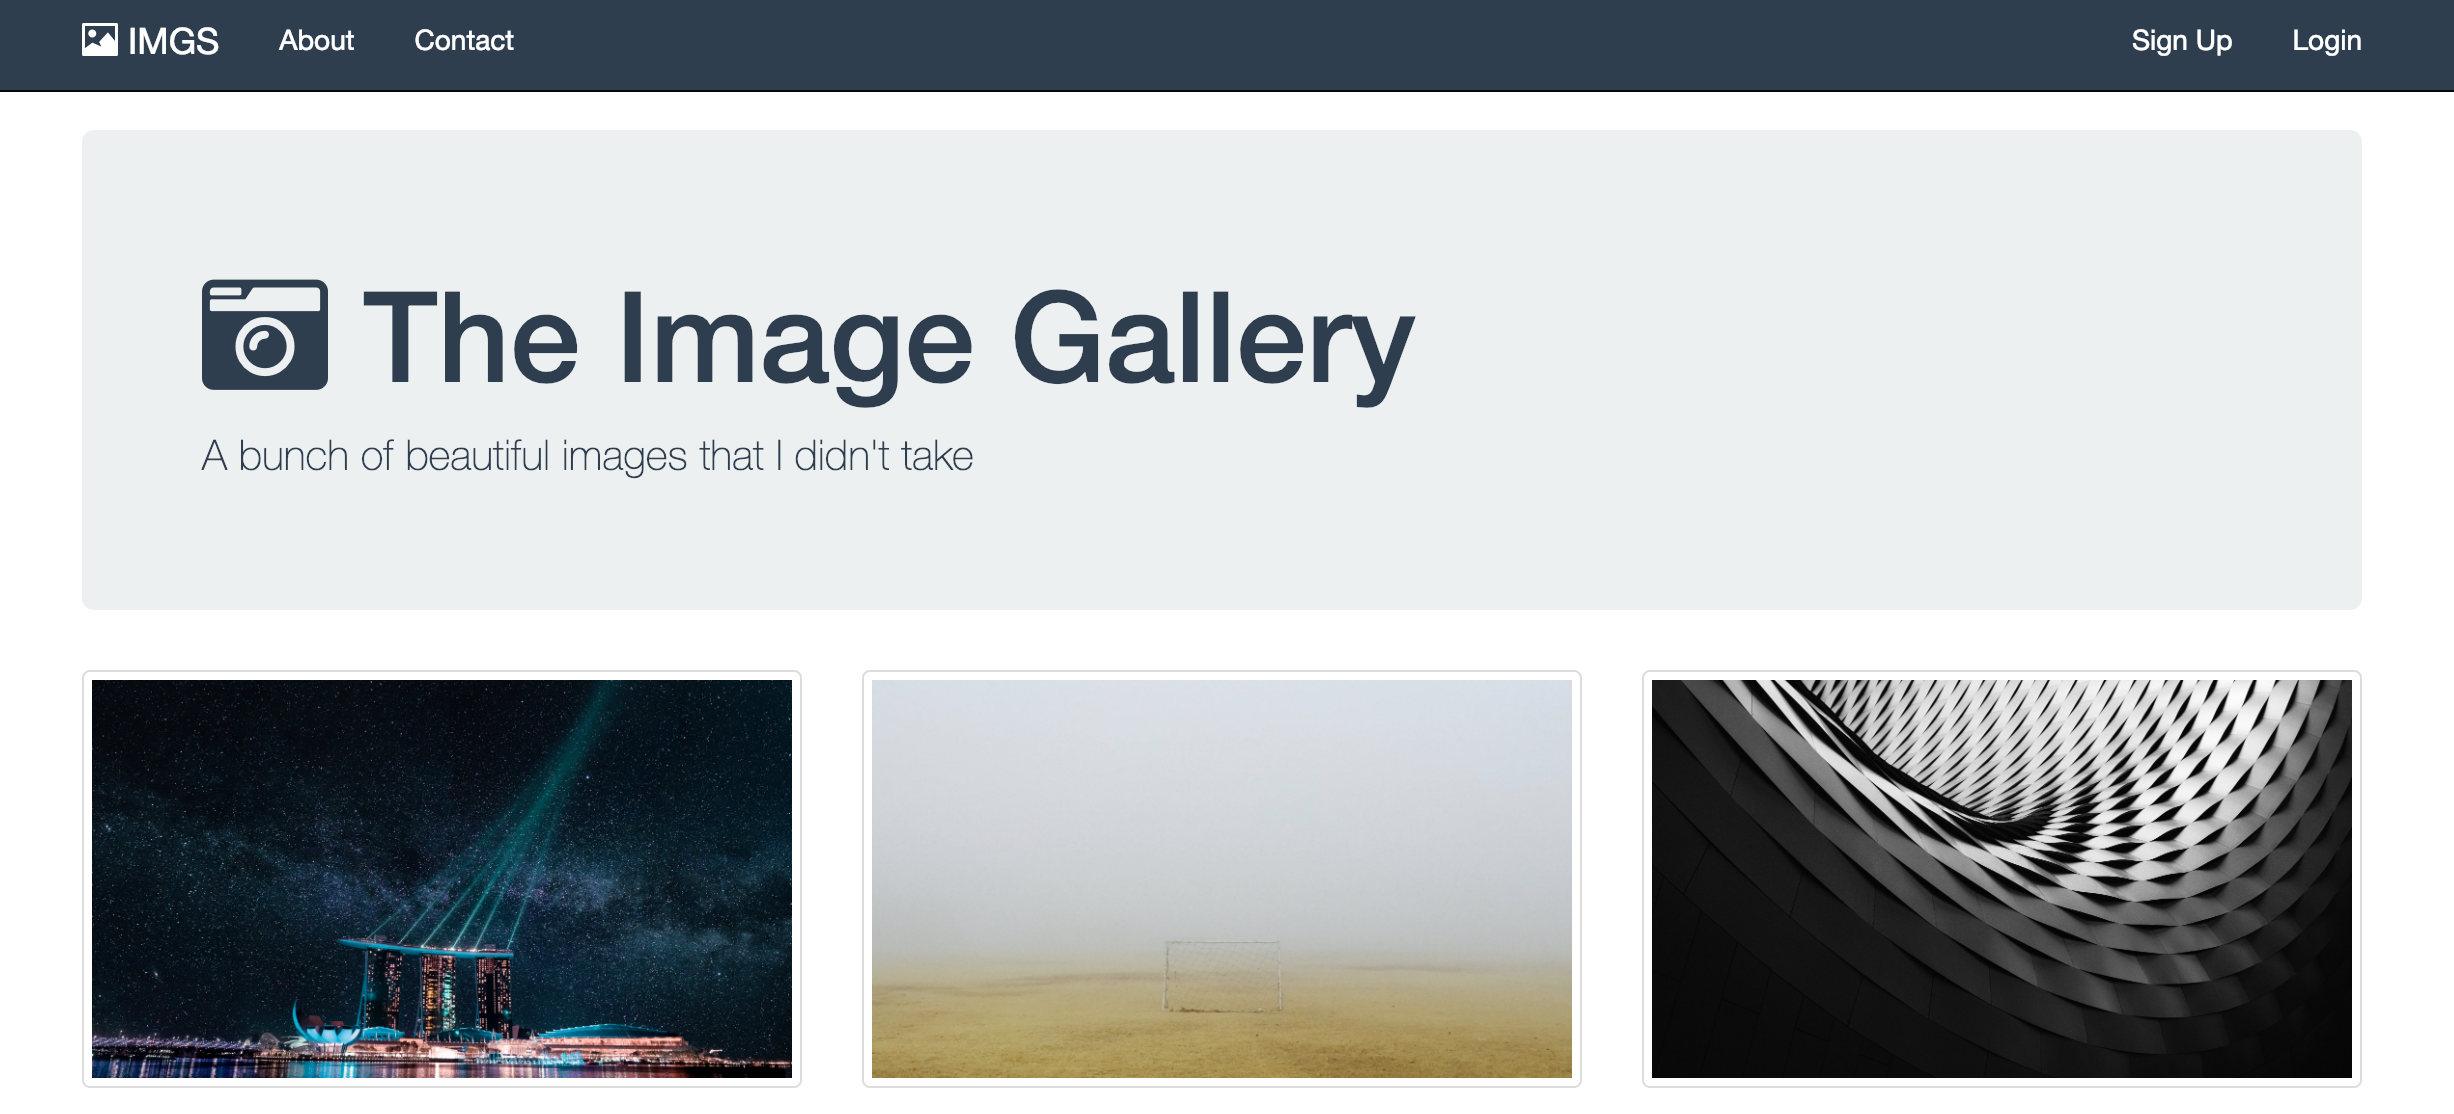 IMGS About Contact Sign Up Login
The Image Gallery
A bunch of beautiful images that I didn't take